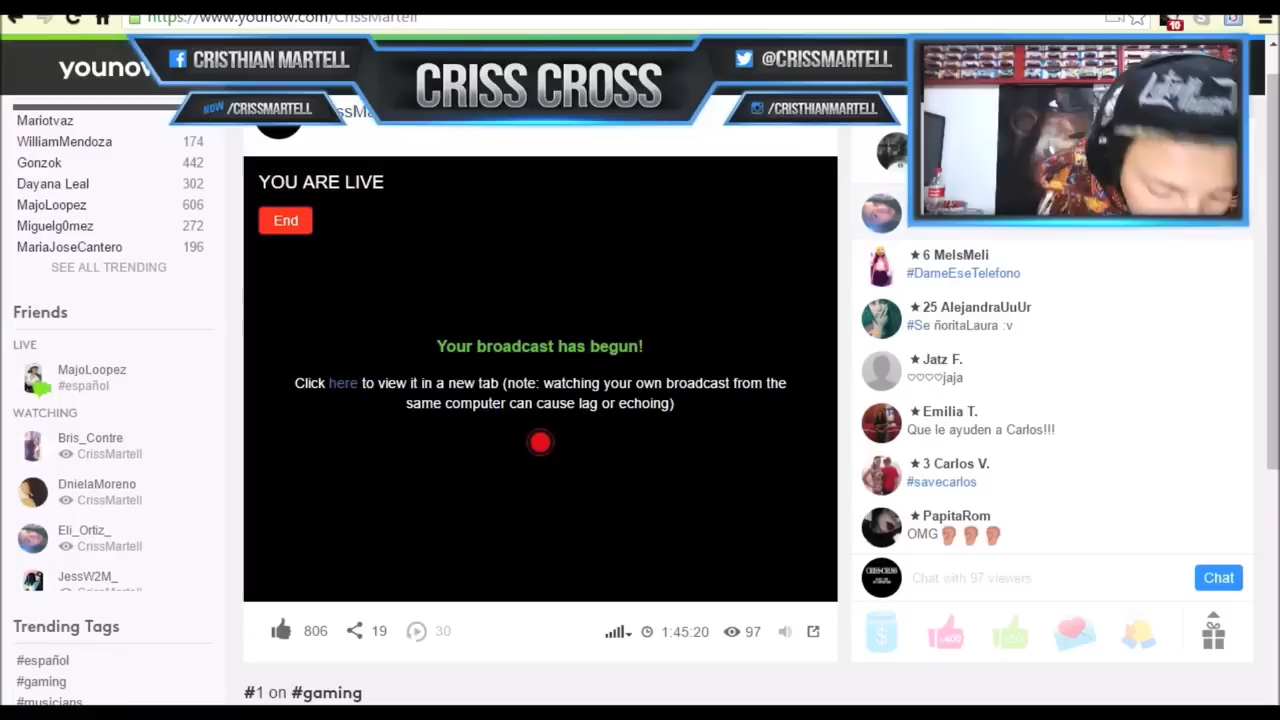 https://www.younow.com/CrissMartell
10
younow
CRISTHIAN MARTELL
/CRISSMARTELL
CRISS CROSS
@CRISSMARTELL
/CRISTHIANMARTELL
Mariotvaz
WilliamMendoza 174
Gonzok 442
Dayana Leal 302
MajoLoopez 606
Miguelg0mez 272
MariaJoseCantero 196
SEE ALL TRENDING
Friends
LIVE
MajoLoopez
#español
WATCHING
Bris_Contre
CrissMartell
DnielaMoreno
CrissMartell
Eli_Ortiz_
CrissMartell
JessW2M_
CrissMartell
Trending Tags
#español
#gaming
#musicians
YOU ARE LIVE
End
Your broadcast has begun!
Click here to view it in a new tab (note: watching your own broadcast from the
same computer can cause lag or echoing)
806
19
30
1:45:20
97
#1 on #gaming
★ 6 MelsMeli
#DameEseTelefono
★ 25 AlejandraUuUr
#Se ñoritaLaura :v
★ Jatz F.
♡♡♡♡jaja
★ Emilia T.
Que le ayuden a Carlos!!!
★ 3 Carlos V.
#savecarlos
★ PapitaRom
OMG👂👂👂
Chat with 97 viewers
Chat